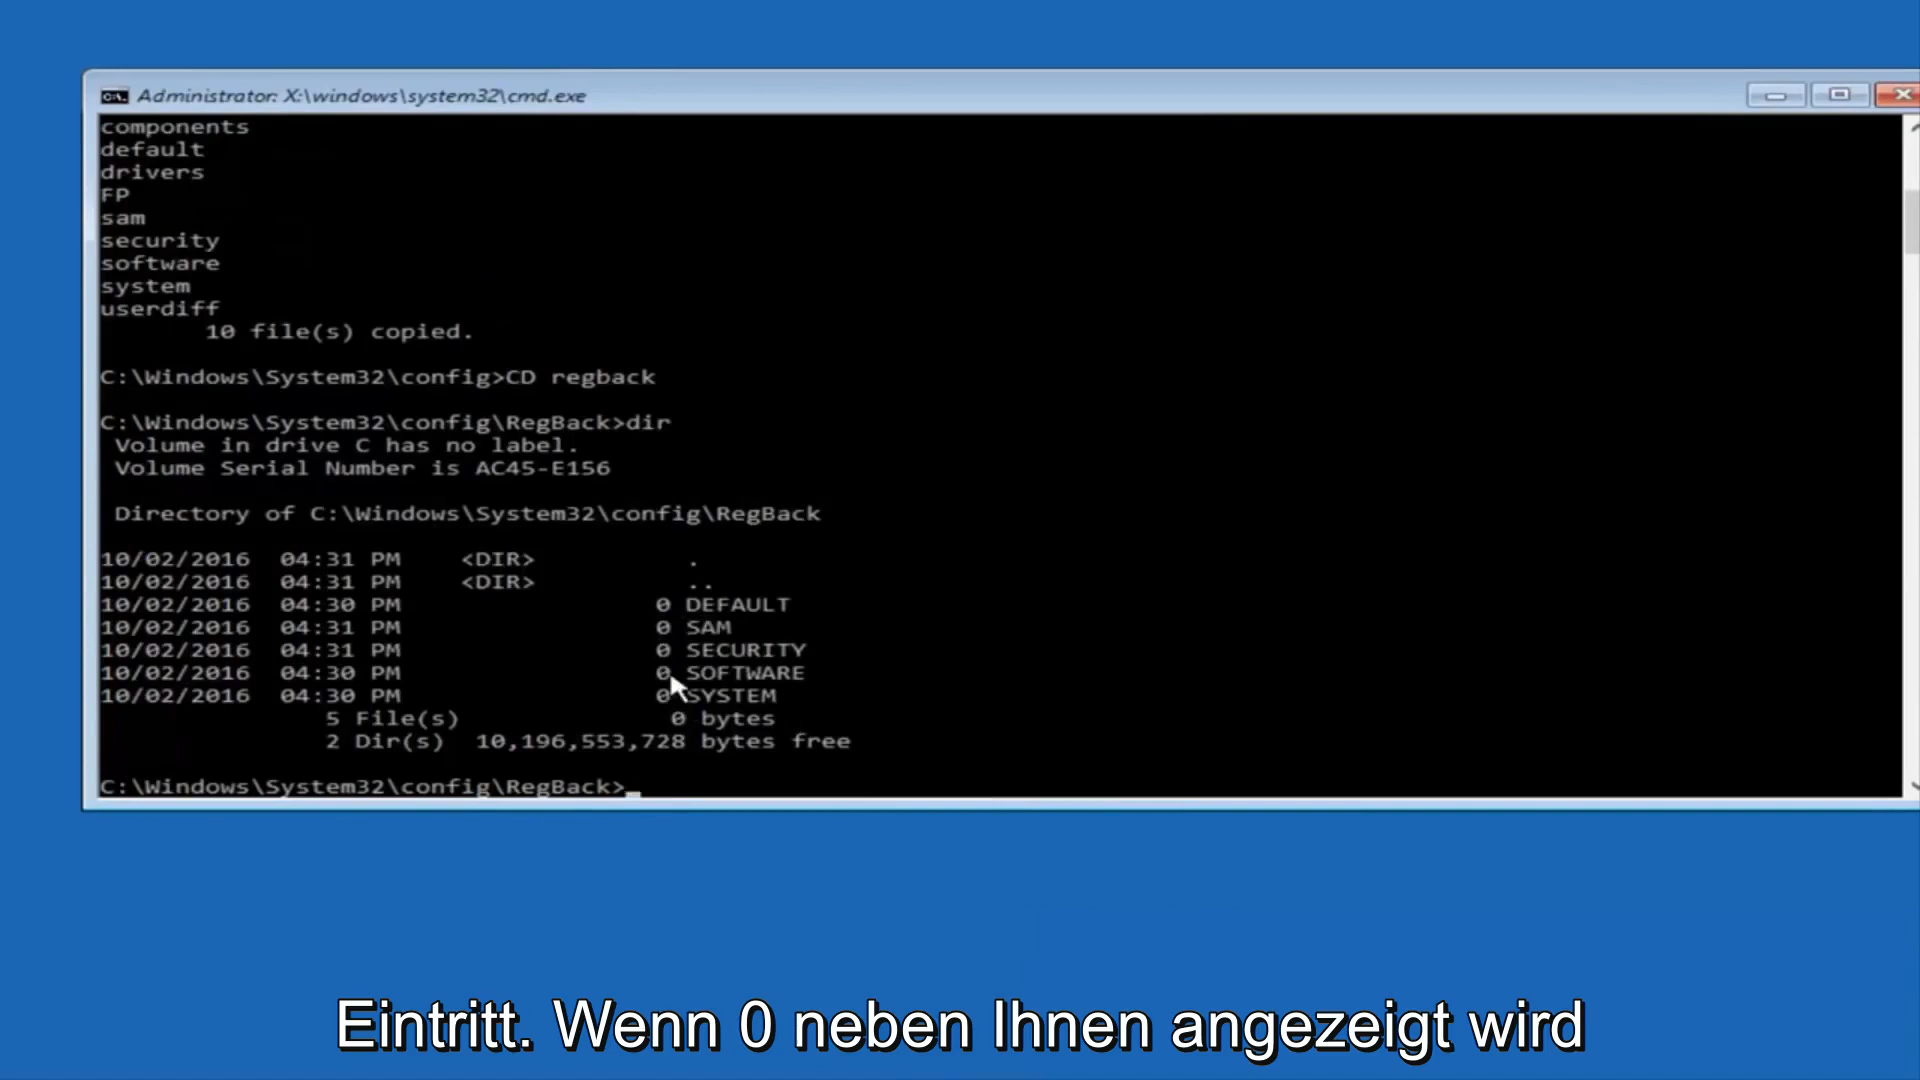 Administrator: X:\windows\system32\cmd.exe
components
default
drivers
FP
sam
security
software
system
userdiff
10 file(s) copied.
C:\Windows\System32\config>CD regback
C:\Windows\System32\config\RegBack>dir
Volume in drive C has no label.
Volume Serial Number is AC45-E156
Directory of C:\Windows\System32\config\RegBack
10/02/2016 04:31 PM <DIR> .
10/02/2016 04:31 PM <DIR> ..
10/02/2016 04:30 PM 0 DEFAULT
10/02/2016 04:31 PM 0 SAM
10/02/2016 04:31 PM 0 SECURITY
10/02/2016 04:30 PM 0 SOFTWARE
10/02/2016 04:30 PM 0 SYSTEM
5 File(s) 0 bytes
2 Dir(s) 10,196,553,728 bytes free
C:\Windows\System32\config\RegBack>_
Eintritt. Wenn 0 neben Ihnen angezeigt wird